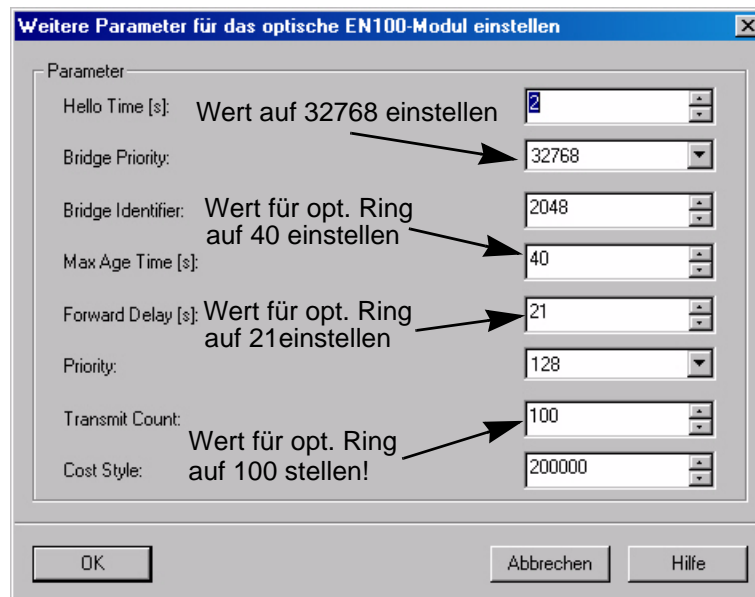 Weitere Parameter für das optische EN100-Modul einstellen
Parameter
Hello Time [s]:
2
Wert auf 32768 einstellen
Bridge Priority:
32768
Bridge Identifier:
2048
Wert für opt. Ring
auf 40 einstellen
Max Age Time [s]:
40
Forward Delay [s]:
21
Wert für opt. Ring
auf 21einstellen
Priority:
128
Transmit Count:
100
Wert für opt. Ring
auf 100 stellen!
Cost Style:
200000
OK
Abbrechen
Hilfe